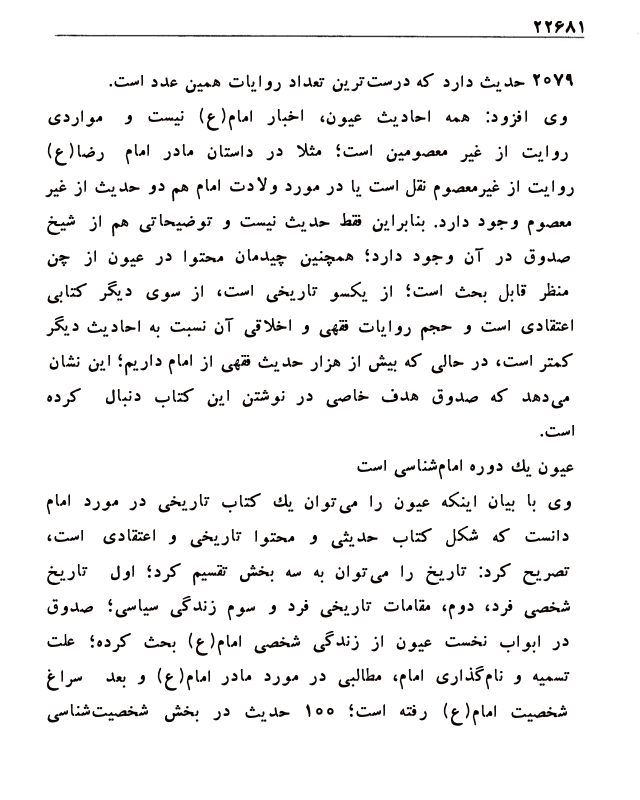 ۲۲۶۸۱
۲۰۷۹ حدیث دارد که درست‌ترین تعداد روایات همین عدد است.
وی افزود: همه احادیث عیون، اخبار امام(ع) نیست و مواردی
روایت از غیر معصومین است؛ مثلا در داستان مادر امام رضا(ع)
روایت از غیرمعصوم نقل است یا در مورد ولادت امام هم دو حدیث از غیر
معصوم وجود دارد. بنابراین فقط حدیث نیست و توضیحاتی هم از شیخ
صدوق در آن وجود دارد؛ همچنین چیدمان محتوا در عیون از چن
منظر قابل بحث است؛ از یکسو تاریخی است، از سوی دیگر کتابی
اعتقادی است و حجم روایات فقهی و اخلاقی آن نسبت به احادیث دیگر
کمتر است، در حالی که بیش از هزار حدیث فقهی از امام داریم؛ این نشان
می‌دهد که صدوق هدف خاصی در نوشتن این کتاب دنبال کرده
است.
عیون یك دوره امام‌شناسی است
وی با بیان اینکه عیون را می‌توان یك کتاب تاریخی در مورد امام
دانست که شکل کتاب حدیثی و محتوا تاریخی و اعتقادی است،
تصریح کرد: تاریخ را می‌توان به سه بخش تقسیم کرد؛ اول تاریخ
شخصی فرد، دوم، مقامات تاریخی فرد و سوم زندگی سیاسی؛ صدوق
در ابواب نخست عیون از زندگی شخصی امام(ع) بحث کرده؛ علت
تسمیه و نام‌گذاری امام، مطالبی در مورد مادر امام(ع) و بعد سراغ
شخصیت امام(ع) رفته است؛ ۱۰۰ حدیث در بخش شخصیت‌شناسی